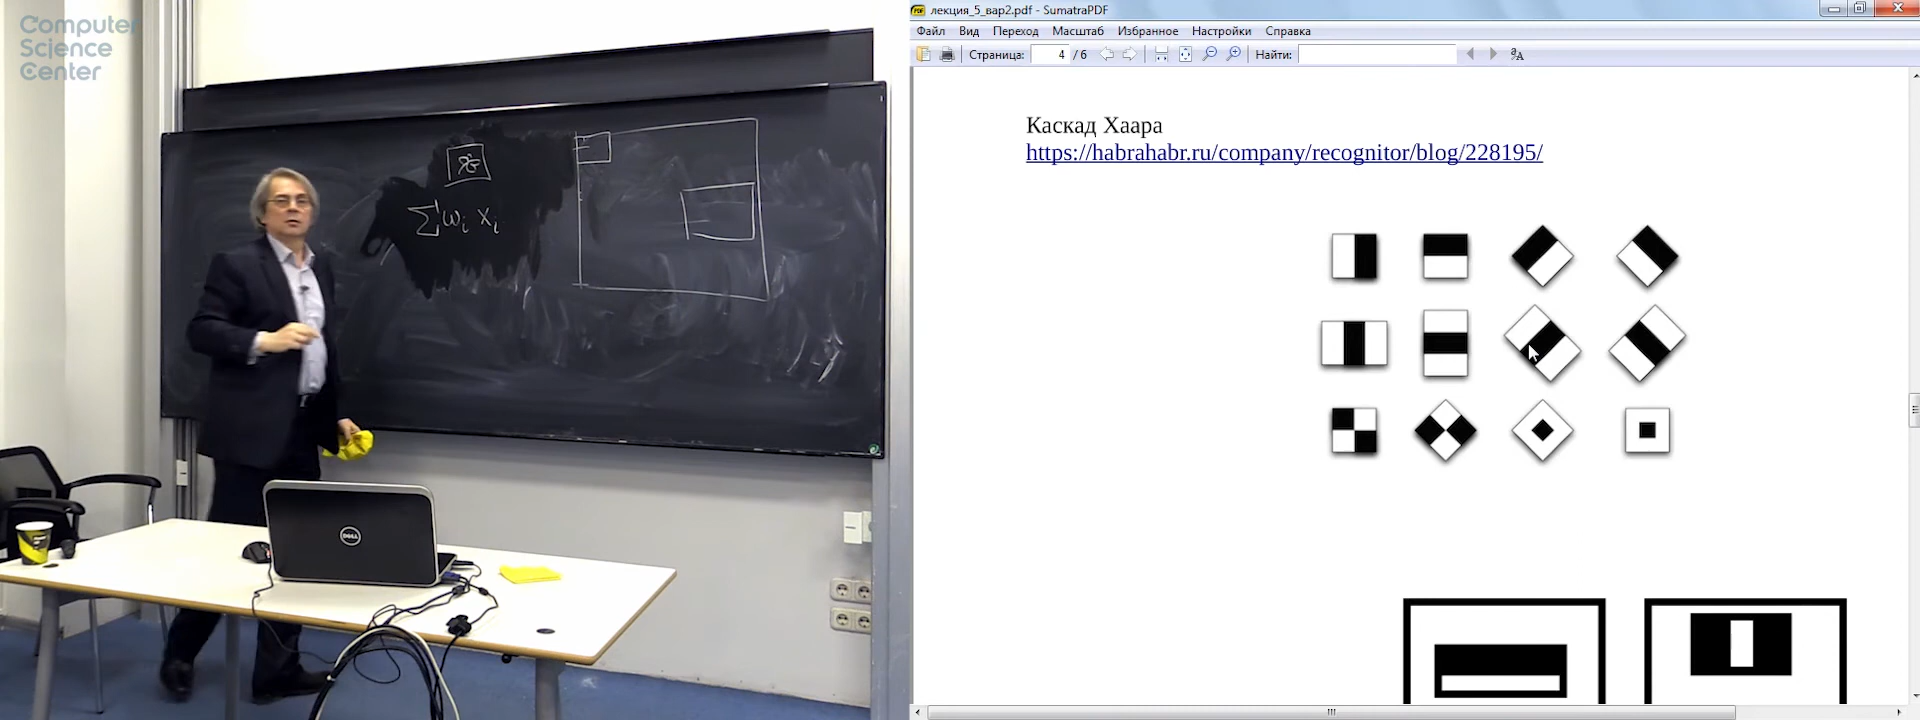 Computer
Science
Center
Σ ωi xi
DELL
лекция_5_вар2.pdf - SumatraPDF
Файл Вид Переход Масштаб Избранное Настройки Справка
Страница: 4 / 6 Найти:
Каскад Хаара
https://habrahabr.ru/company/recognitor/blog/228195/